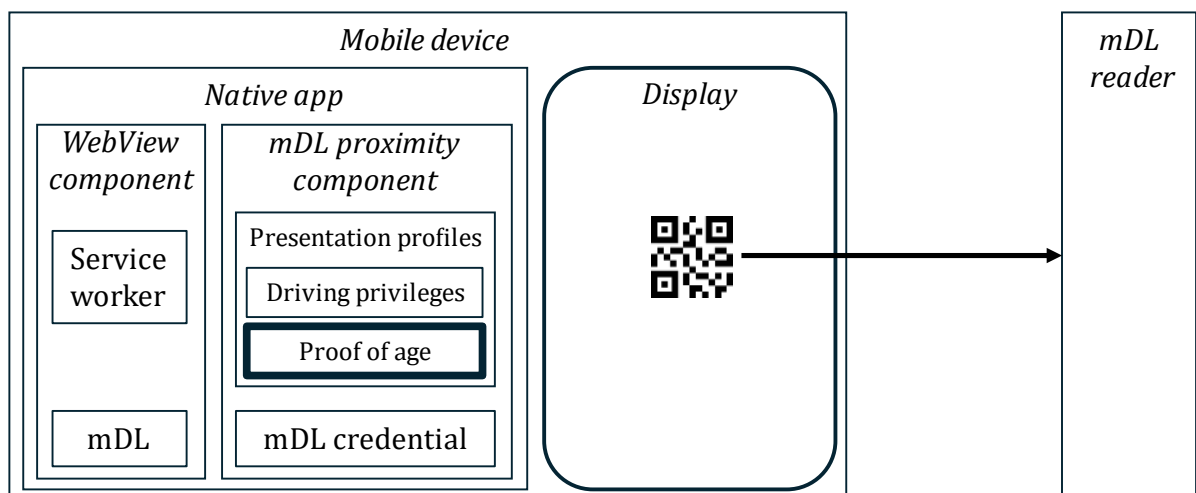 Mobile device
Native app
WebView
component
Service
worker
mDL
mDL proximity
component
Presentation profiles
Driving privileges
Proof of age
mDL credential
Display
mDL
reader